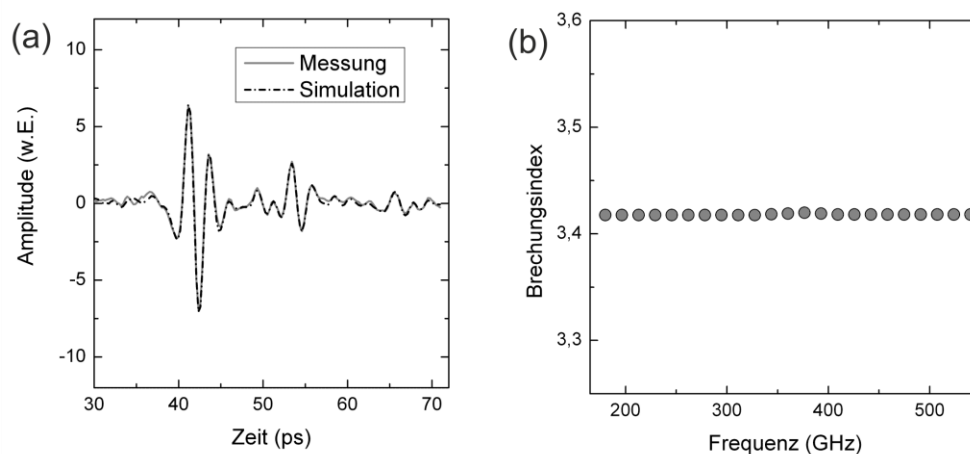 (a)
10
5
0
-5
-10
Amplitude (w.E.)
Messung
Simulation
30 40 50 60 70
Zeit (ps)
(b)
3,6
3,5
3,4
3,3
Brechungsindex
200 300 400 500
Frequenz (GHz)